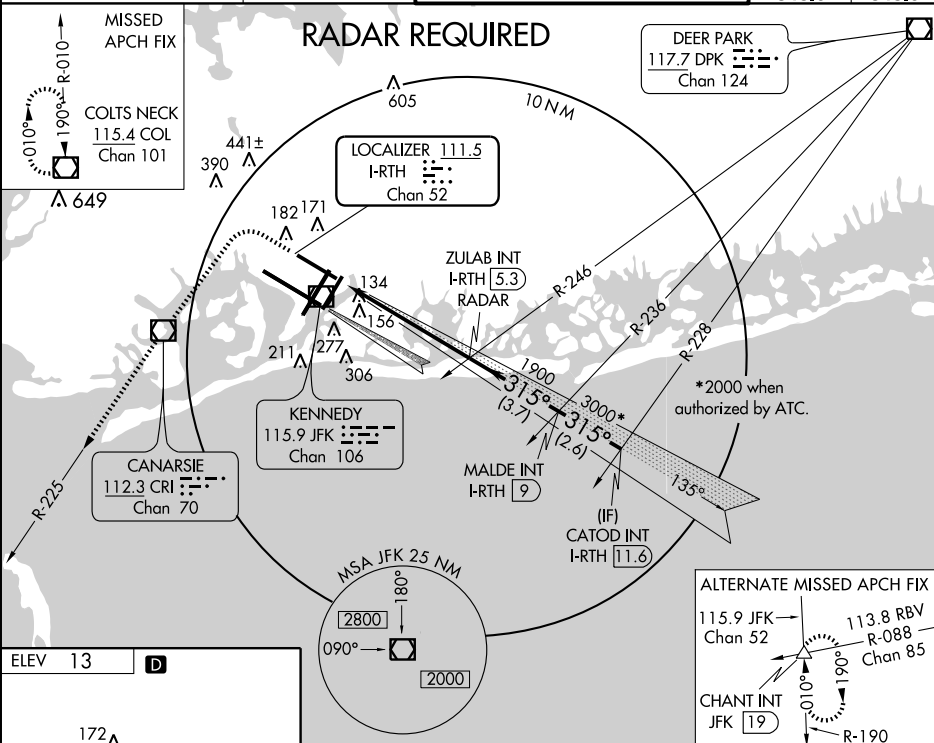 RADAR REQUIRED
MISSED
APCH FIX
R-010
190°
010°
COLTS NECK
115.4 COL
Chan 101
649
DEER PARK
117.7 DPK
Chan 124
605
10 NM
441±
390
LOCALIZER 111.5
I-RTH
Chan 52
182
171
134
156
277
306
211
ZULAB INT
I-RTH 5.3
RADAR
R-246
R-236
R-228
1900
3000*
*2000 when
authorized by ATC.
315°
(3.7)
315°
(2.6)
135°
KENNEDY
115.9 JFK
Chan 106
MALDE INT
I-RTH 9
(IF)
CATOD INT
I-RTH 11.6
CANARSIE
112.3 CRI
Chan 70
R-225
MSA JFK 25 NM
180°
2800
090°
2000
ELEV 13
D
172
ALTERNATE MISSED APCH FIX
115.9 JFK
Chan 52
113.8 RBV
R-088
Chan 85
190°
010°
CHANT INT
JFK 19
R-190